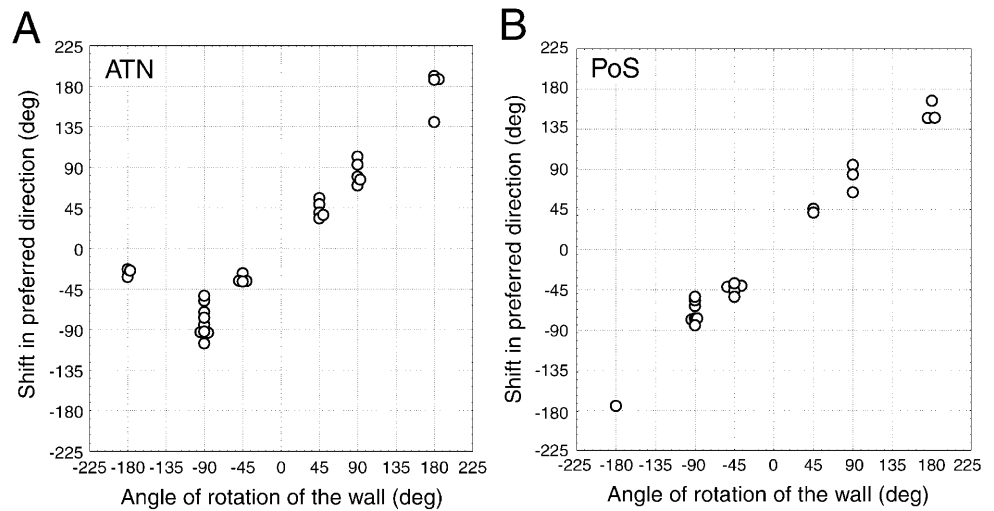 A
ATN
Shift in preferred direction (deg)
225
180
135
90
45
0
-45
-90
-135
-180
-225
-225 -180 -135 -90 -45 0 45 90 135 180 225
Angle of rotation of the wall (deg)
B
PoS
Shift in preferred direction (deg)
225
180
135
90
45
0
-45
-90
-135
-180
-225
-225 -180 -135 -90 -45 0 45 90 135 180 225
Angle of rotation of the wall (deg)